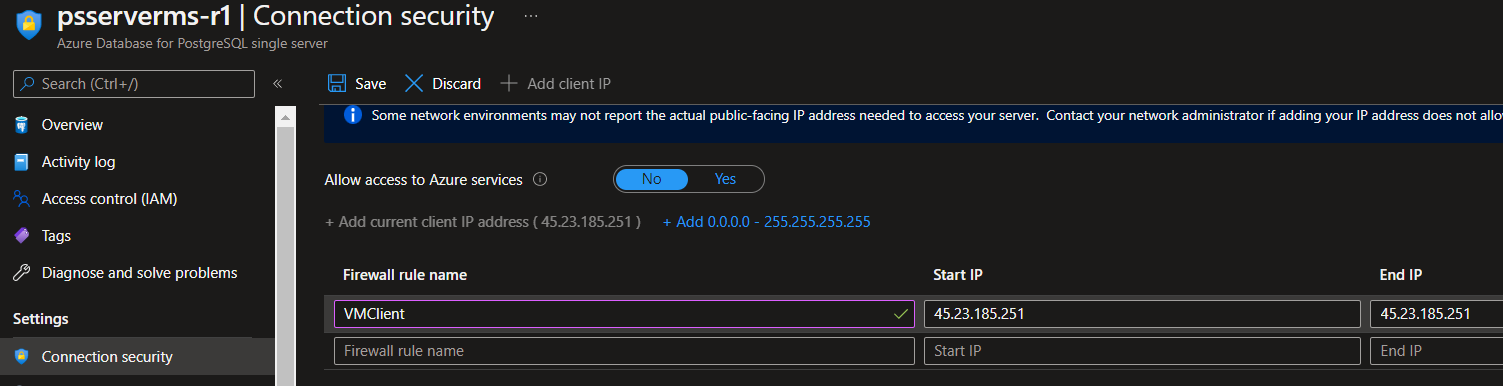 psserverms-r1 | Connection security ...
Azure Database for PostgreSQL single server
Search (Ctrl+/) «
Save Discard Add client IP
Some network environments may not report the actual public-facing IP address needed to access your server. Contact your network administrator if adding your IP address does not allo
Overview
Activity log
Access control (IAM)
Tags
Diagnose and solve problems
Settings
Connection security
Allow access to Azure services No Yes
+ Add current client IP address ( 45.23.185.251 ) + Add 0.0.0.0 - 255.255.255.255
Firewall rule name Start IP End IP
VMClient 45.23.185.251 45.23.185.251
Firewall rule name Start IP End IP